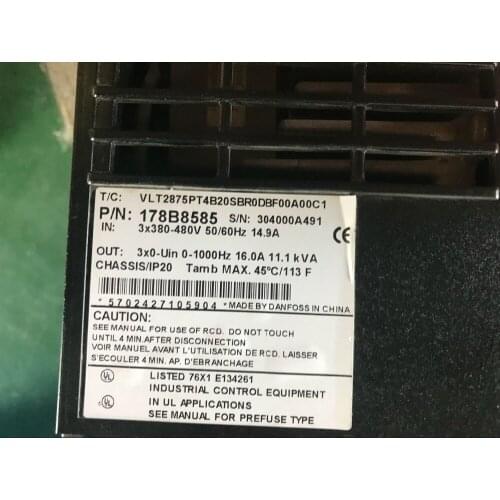 T/C: VLT2875PT4B20SBR0DBF00A00C1
P/N: 178B8585 S/N: 304000A491
IN: 3x380-480V 50/60Hz 14.9A
CE
OUT: 3x0-Uin 0-1000Hz 16.0A 11.1 kVA
CHASSIS/IP20 Tamb MAX. 45°C/113 F
* 5702427105904 * MADE BY DANFOSS IN CHINA
CAUTION:
SEE MANUAL FOR USE OF RCD. DO NOT TOUCH
UNTIL 4 MIN.AFTER DISCONNECTION
VOIR MANUEL AVANT L'UTILISATION DE RCD. LAISSER
S'ECOULER 4 MIN. AP. D'EBRANCHAGE
UL LISTED 76X1 E134261
INDUSTRIAL CONTROL EQUIPMENT
UL IN UL APPLICATIONS
SEE MANUAL FOR PREFUSE TYPE